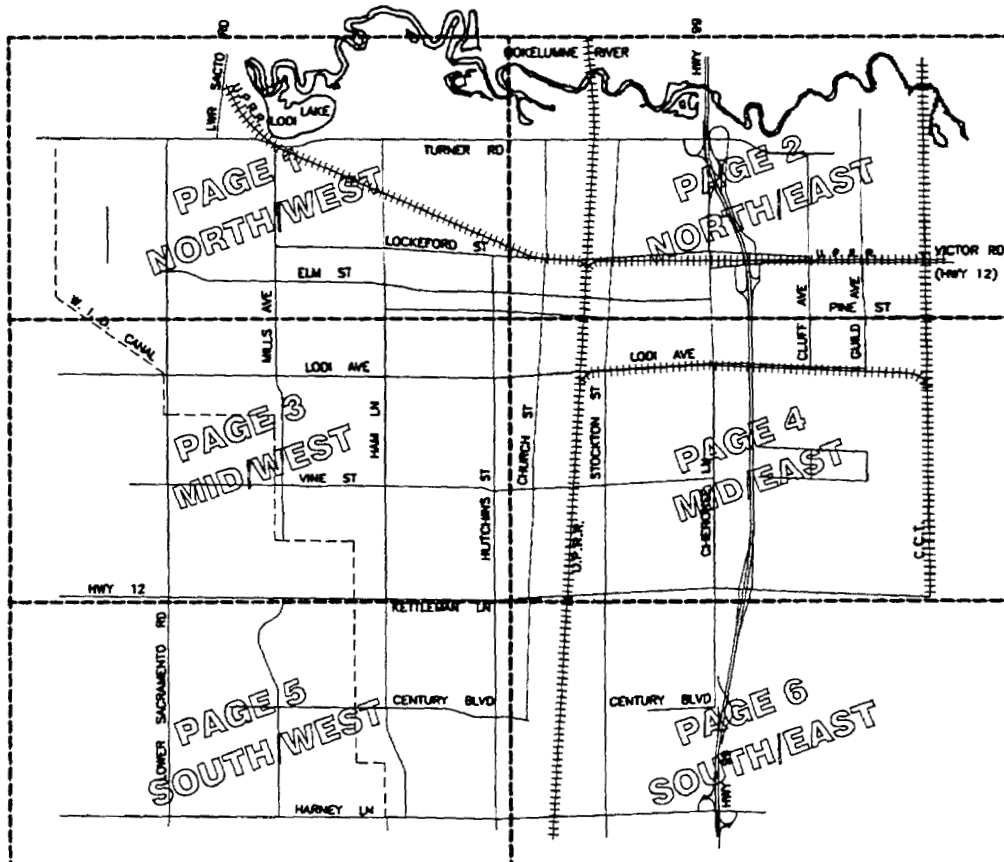 LWR SACTO RD
U.P.R.R.
LODI
LAKE
MOKELUMNE RIVER
HWY 99
TURNER RD
PAGE 1
NORTH/WEST
PAGE 2
NORTH/EAST
LOCKEFORD ST
ELM ST
U.P.R.R.
VICTOR RD
(HWY 12)
PINE ST
CLUFF AVE
GUILD AVE
MILLS AVE
W. I. D. CANAL
LODI AVE
LODI AVE
PAGE 3
MID/WEST
HAM LN
VINE ST
HUTCHINS ST
CHURCH ST
U.P.R.R.
STOCKTON ST
PAGE 4
MID EAST
CHEROKEE LN
C.C.T.
HWY 12
KETTLEMAN LN
LOWER SACRAMENTO RD
PAGE 5
SOUTH/WEST
CENTURY BLVD
CENTURY BLVD
PAGE 6
SOUTH/EAST
HWY 99
HARNEY LN